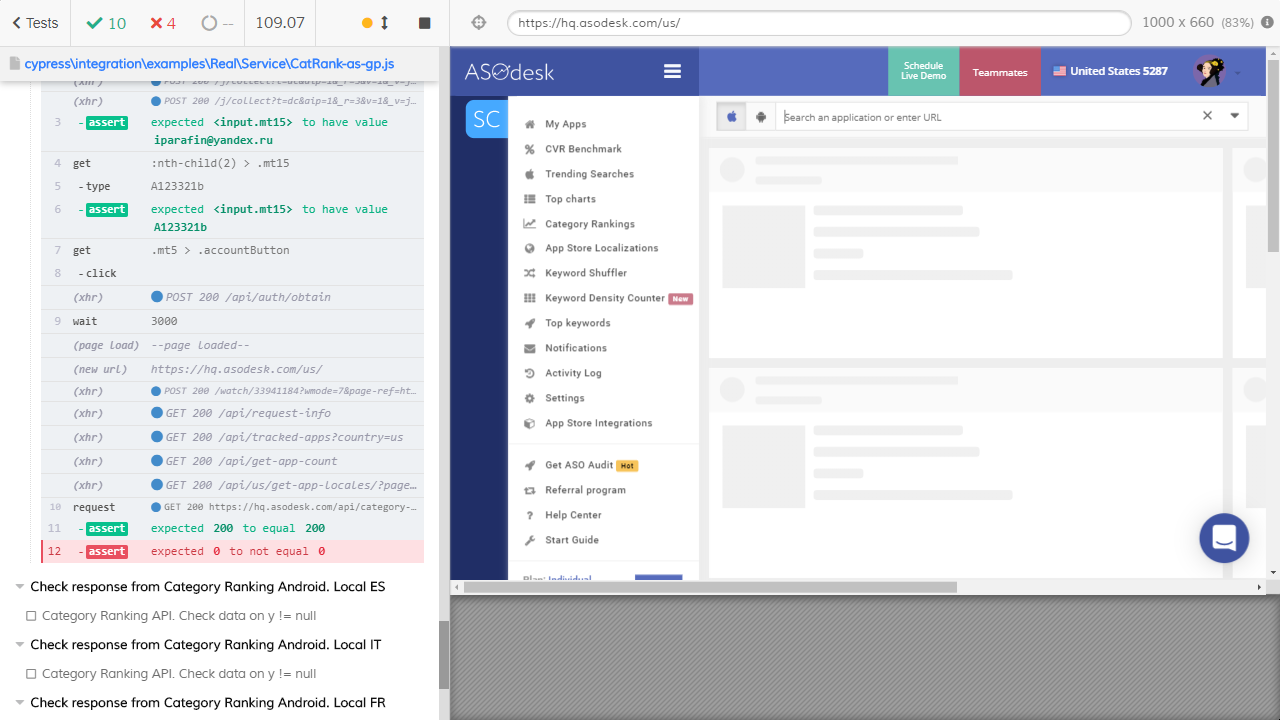 Tests
10
4
--
109.07
https://hq.asodesk.com/us/
1000 x 660 (83%)
cypress\integration\examples\Real\Service\CatRank-as-gp.js
(xhr) POST 200 /j/collect?t=dc&aip=1&_r=3&v=1&_v=j…
(xhr) POST 200 /j/collect?t=dc&aip=1&_r=3&v=1&_v=j…
3 - assert expected <input.mt15> to have value
iparafin@yandex.ru
4 get :nth-child(2) > .mt15
5 - type A123321b
6 - assert expected <input.mt15> to have value
A123321b
7 get .mt5 > .accountButton
8 - click
(xhr) POST 200 /api/auth/obtain
9 wait 3000
(page load) --page loaded--
(new url) https://hq.asodesk.com/us/
(xhr) POST 200 /watch/33941184?wmode=7&page-ref=ht…
(xhr) GET 200 /api/request-info
(xhr) GET 200 /api/tracked-apps?country=us
(xhr) GET 200 /api/get-app-count
(xhr) GET 200 /api/us/get-app-locales/?page…
10 request GET 200 https://hq.asodesk.com/api/category-…
11 - assert expected 200 to equal 200
12 - assert expected 0 to not equal 0
Check response from Category Ranking Android. Local ES
Category Ranking API. Check data on y != null
Check response from Category Ranking Android. Local IT
Category Ranking API. Check data on y != null
Check response from Category Ranking Android. Local FR
ASOdesk
Schedule
Live Demo
Teammates
United States 5287
SC
Search an application or enter URL
My Apps
CVR Benchmark
Trending Searches
Top charts
Category Rankings
App Store Localizations
Keyword Shuffler
Keyword Density Counter New
Top keywords
Notifications
Activity Log
Settings
App Store Integrations
Get ASO Audit Hot
Referral program
Help Center
Start Guide
Plan: Individual